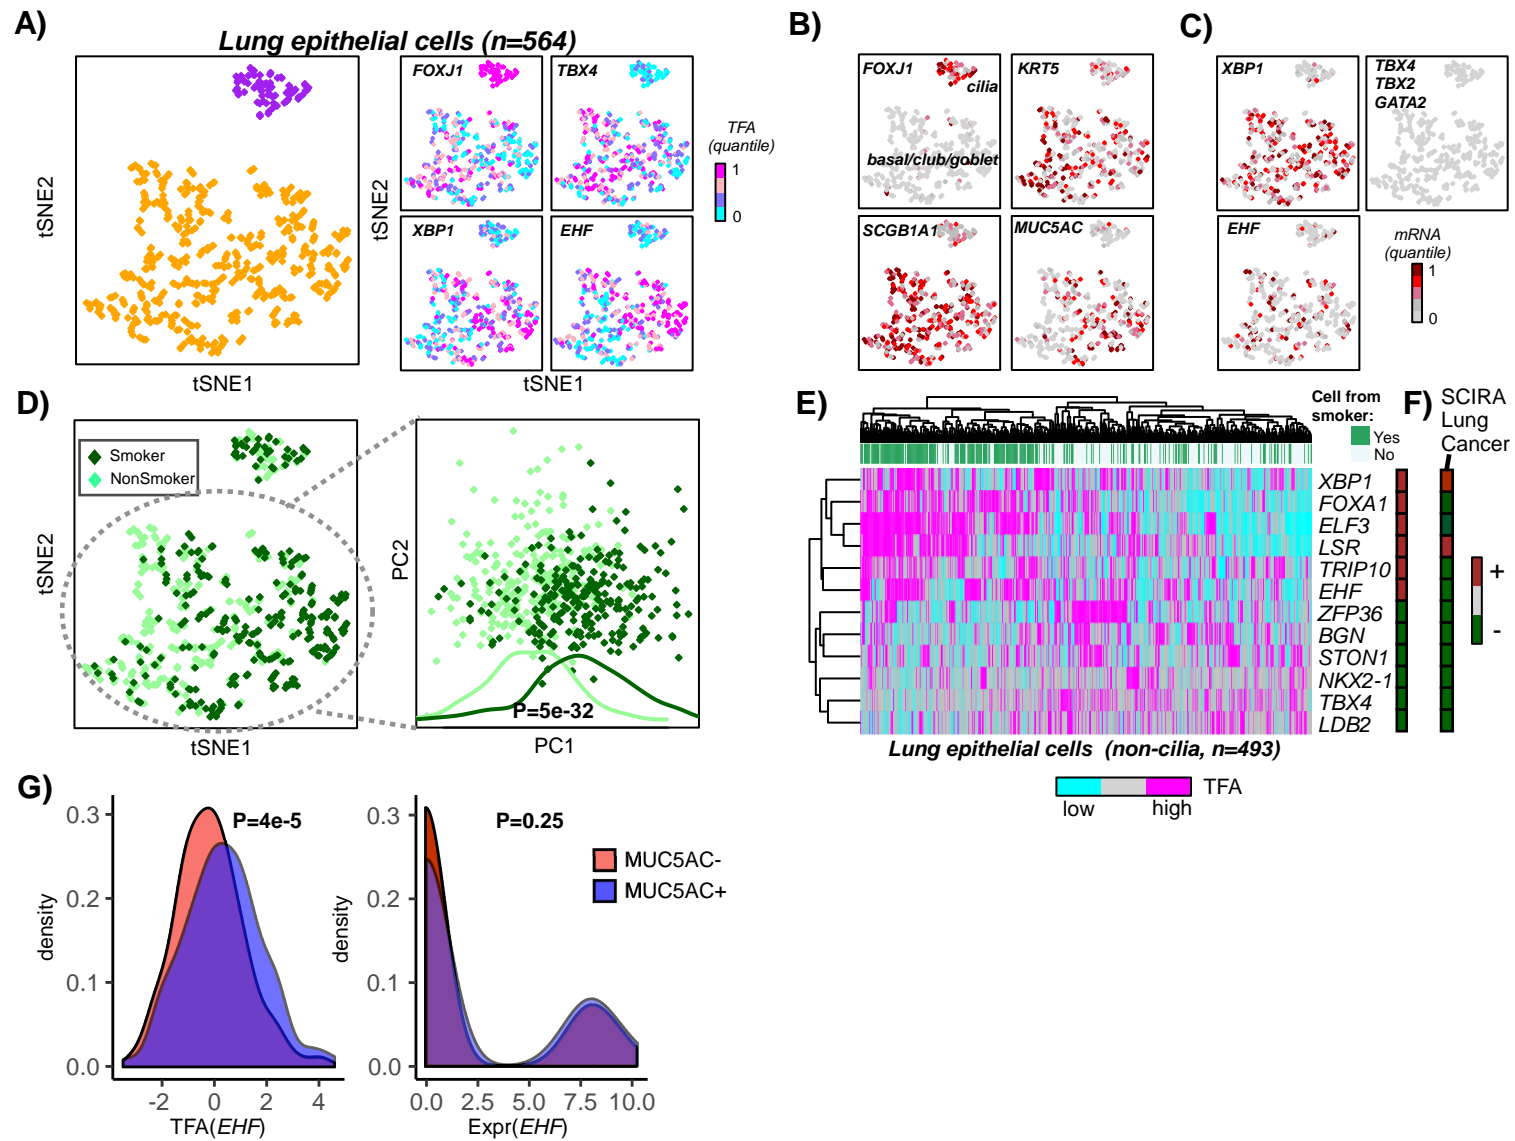 A)
Lung epithelial cells (n=564)
FOXJ1
TBX4
XBP1
EHF
TFA
(quantile)
1
0
tSNE2
tSNE1
tSNE2
tSNE1
B)
FOXJ1
cilia
basal/club/goblet
KRT5
SCGB1A1
MUC5AC
C)
XBP1
TBX4
TBX2
GATA2
EHF
mRNA
(quantile)
1
0
D)
Smoker
NonSmoker
tSNE2
tSNE1
PC2
P=5e-32
PC1
E)
Cell from
smoker:
Yes
No
XBP1
FOXA1
ELF3
LSR
TRIP10
EHF
ZFP36
BGN
STON1
NKX2-1
TBX4
LDB2
Lung epithelial cells (non-cilia, n=493)
TFA
low
high
F)
SCIRA
Lung
Cancer
+
-
G)
P=4e-5
density
0.3
0.2
0.1
0.0
-2 0 2 4
TFA(EHF)
P=0.25
density
0.3
0.2
0.1
0.0
0.0 2.5 5.0 7.5 10.0
Expr(EHF)
MUC5AC-
MUC5AC+